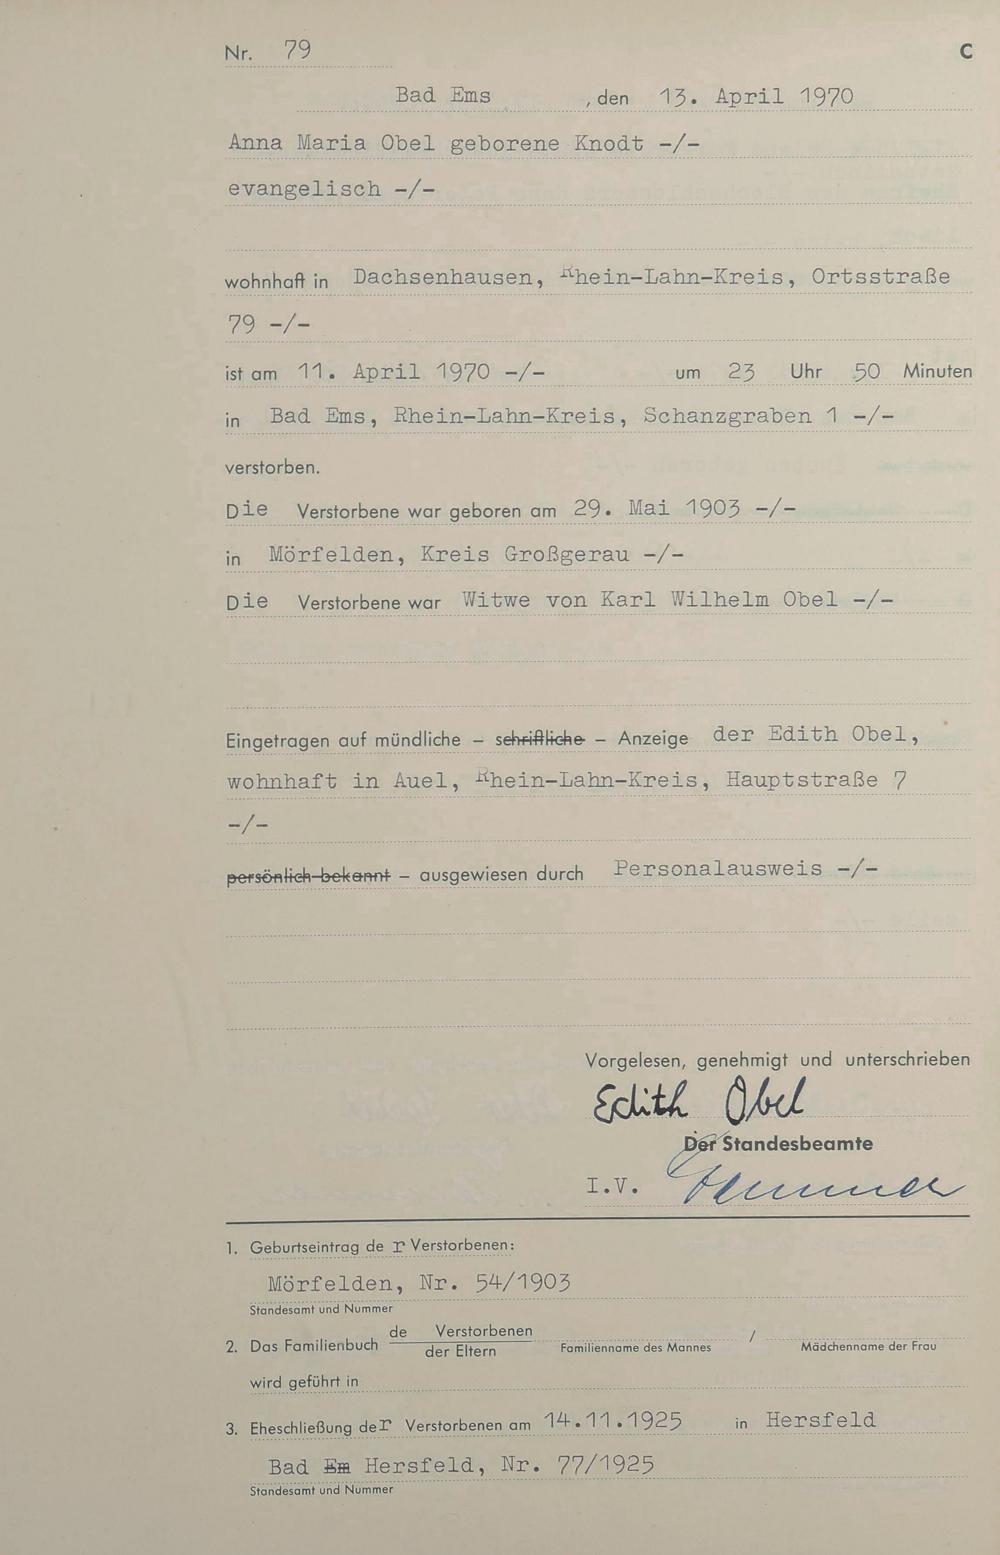 Nr. 79 C
Bad Ems , den 13. April 1970
Anna Maria Obel geborene Knodt -/-
evangelisch -/-
wohnhaft in Dachsenhausen, Rhein-Lahn-Kreis, Ortsstraße
79 -/-
ist am 11. April 1970 -/- um 23 Uhr 50 Minuten
in Bad Ems, Rhein-Lahn-Kreis, Schanzgraben 1 -/-
verstorben.
Die Verstorbene war geboren am 29. Mai 1903 -/-
in Mörfelden, Kreis Großgerau -/-
Die Verstorbene war Witwe von Karl Wilhelm Obel -/-
Eingetragen auf mündliche – schriftliche – Anzeige der Edith Obel,
wohnhaft in Auel, Rhein-Lahn-Kreis, Hauptstraße 7
-/-
persönlich bekannt – ausgewiesen durch Personalausweis -/-
Vorgelesen, genehmigt und unterschrieben
Edith Obel
Der Standesbeamte
I.V.
1. Geburtseintrag der Verstorbenen:
Mörfelden, Nr. 54/1903
Standesamt und Nummer
2. Das Familienbuch de Verstorbenen / der Eltern Familienname des Mannes / Mädchenname der Frau
wird geführt in
3. Eheschließung der Verstorbenen am 14.11.1925 in Hersfeld
Bad Em Hersfeld, Nr. 77/1925
Standesamt und Nummer